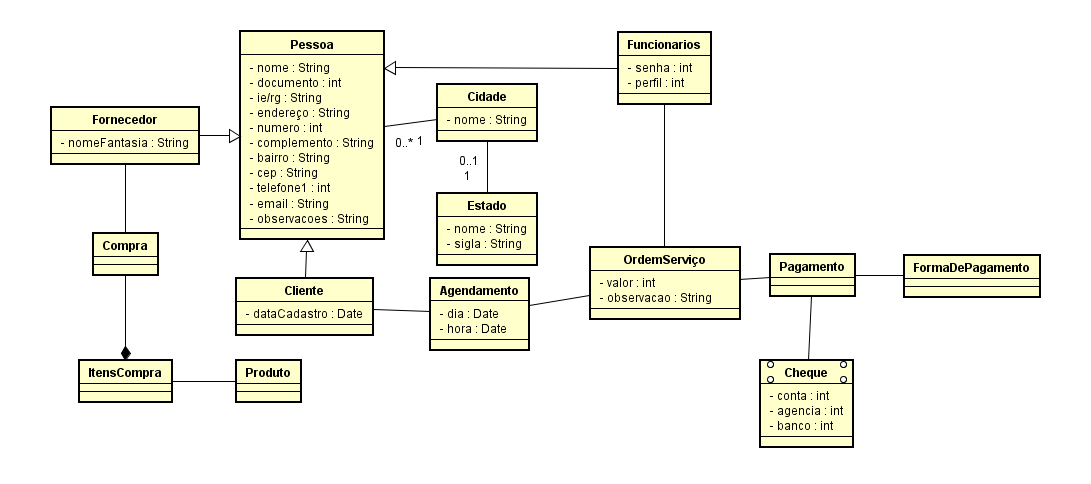 Pessoa
- nome : String
- documento : int
- ie/rg : String
- endereço : String
- numero : int
- complemento : String
- bairro : String
- cep : String
- telefone1 : int
- email : String
- observacoes : String
Funcionarios
- senha : int
- perfil : int
Cidade
- nome : String
0..* 1
0..1
1
Estado
- nome : String
- sigla : String
Fornecedor
- nomeFantasia : String
Compra
Cliente
- dataCadastro : Date
Agendamento
- dia : Date
- hora : Date
OrdemServiço
- valor : int
- observacao : String
Pagamento
FormaDePagamento
ItensCompra
Produto
Cheque
- conta : int
- agencia : int
- banco : int